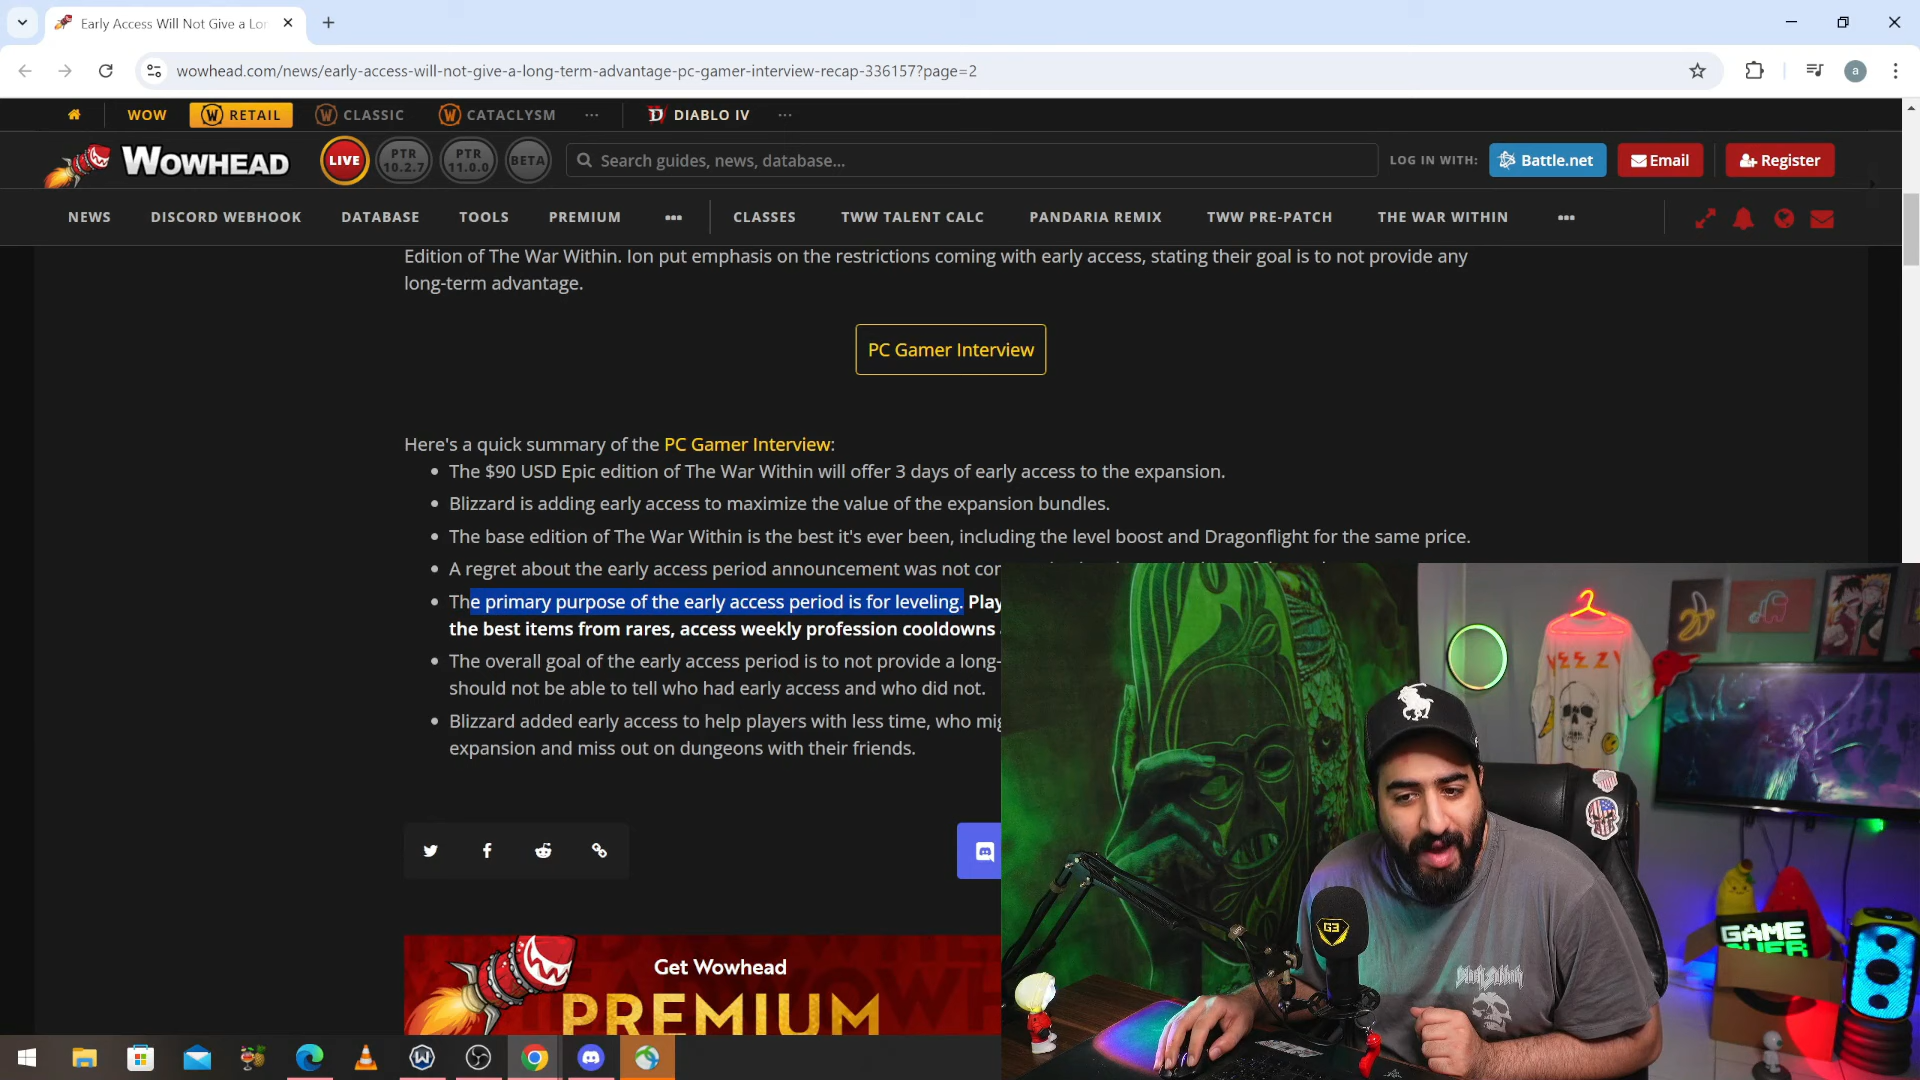 Early Access Will Not Give a Lor
wowhead.com/news/early-access-will-not-give-a-long-term-advantage-pc-gamer-interview-recap-336157?page=2
a
WOW
RETAIL
CLASSIC
CATACLYSM
DIABLO IV
WOWHEAD
LIVE
PTR
10.2.7
PTR
11.0.0
BETA
Search guides, news, database...
LOG IN WITH:
Battle.net
Email
Register
NEWS
DISCORD WEBHOOK
DATABASE
TOOLS
PREMIUM
CLASSES
TWW TALENT CALC
PANDARIA REMIX
TWW PRE-PATCH
THE WAR WITHIN
Edition of The War Within. Ion put emphasis on the restrictions coming with early access, stating their goal is to not provide any
long-term advantage.
PC Gamer Interview
Here's a quick summary of the PC Gamer Interview:
The $90 USD Epic edition of The War Within will offer 3 days of early access to the expansion.
Blizzard is adding early access to maximize the value of the expansion bundles.
The base edition of The War Within is the best it's ever been, including the level boost and Dragonflight for the same price.
A regret about the early access period announcement was not
The primary purpose of the early access period is for leveling. Play
the best items from rares, access weekly profession cooldowns
The overall goal of the early access period is to not provide a long-
should not be able to tell who had early access and who did not.
Blizzard added early access to help players with less time, who
expansion and miss out on dungeons with their friends.
Get Wowhead
PREMIUM
YEEZY
G3
GAME
OVER
Black Sabbath